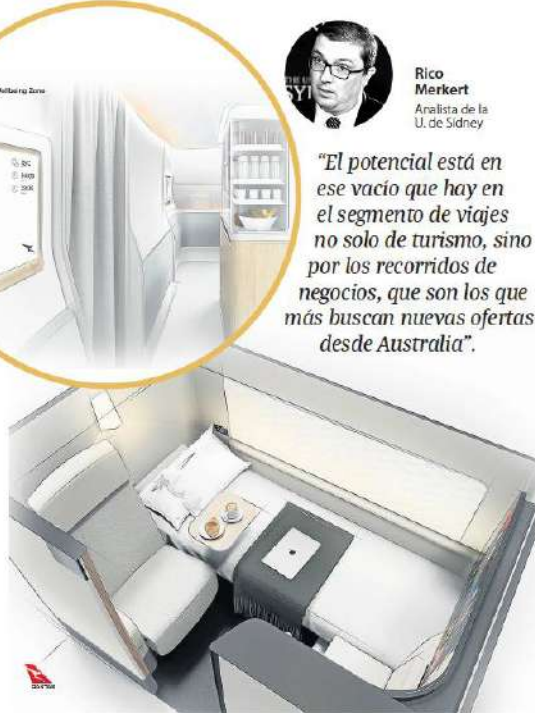 Wellbeing Zone
Rico
Merkert
Analista de la
U. de Sidney
"El potencial está en
ese vacío que hay en
el segmento de viajes
no solo de turismo, sino
por los recorridos de
negocios, que son los que
más buscan nuevas ofertas
desde Australia".
QANTAS